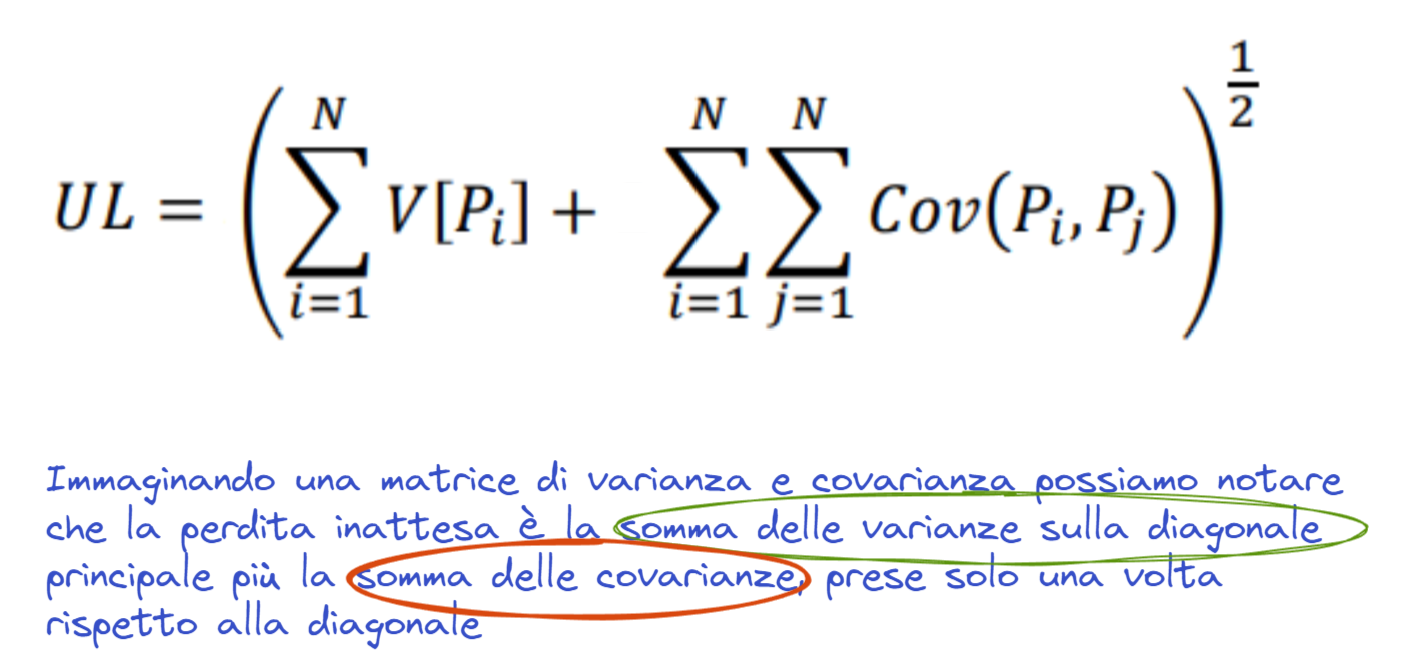 UL = ( \sum_{i=1}^{N} V[P_i] + \sum_{i=1}^{N} \sum_{j=1}^{N} Cov(P_i, P_j) )^{\frac{1}{2}}
Immaginando una matrice di varianza e covarianza possiamo notare
che la perdita inattesa è la somma delle varianze sulla diagonale
principale più la somma delle covarianze, prese solo una volta
rispetto alla diagonale